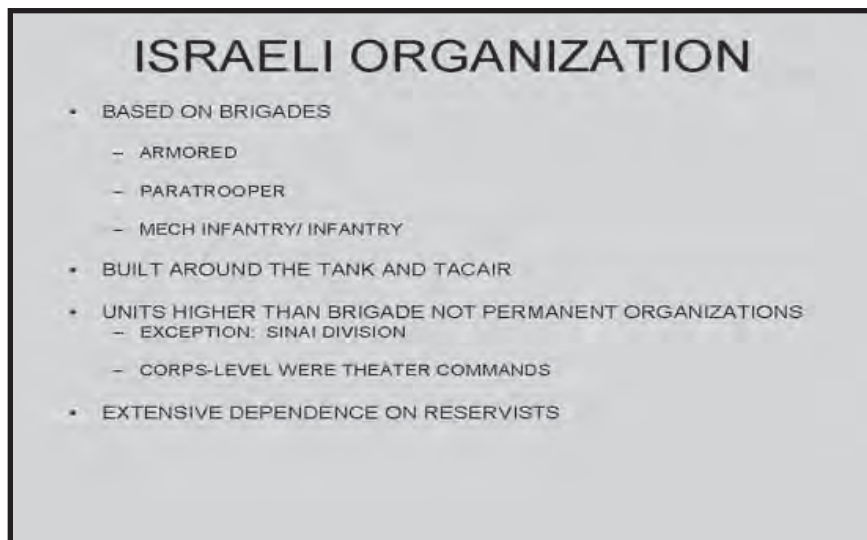 ISRAELI ORGANIZATION
• BASED ON BRIGADES
– ARMORED
– PARATROOPER
– MECH INFANTRY/ INFANTRY
• BUILT AROUND THE TANK AND TACAIR
• UNITS HIGHER THAN BRIGADE NOT PERMANENT ORGANIZATIONS
– EXCEPTION: SINAI DIVISION
– CORPS-LEVEL WERE THEATER COMMANDS
• EXTENSIVE DEPENDENCE ON RESERVISTS